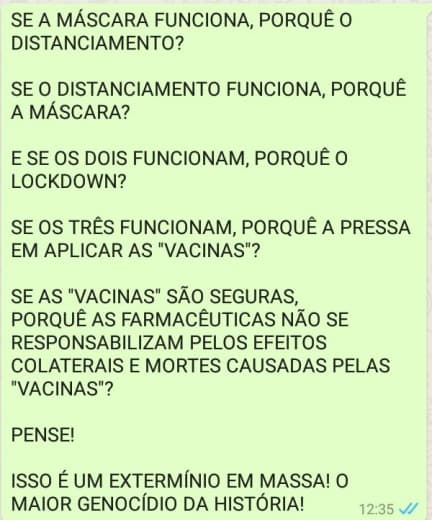 SE A MÁSCARA FUNCIONA, PORQUÊ O
DISTANCIAMENTO?
SE O DISTANCIAMENTO FUNCIONA, PORQUÊ
A MÁSCARA?
E SE OS DOIS FUNCIONAM, PORQUÊ O
LOCKDOWN?
SE OS TRÊS FUNCIONAM, PORQUÊ A PRESSA
EM APLICAR AS "VACINAS"?
SE AS "VACINAS" SÃO SEGURAS,
PORQUÊ AS FARMACÊUTICAS NÃO SE
RESPONSABILIZAM PELOS EFEITOS
COLATERAIS E MORTES CAUSADAS PELAS
"VACINAS"?
PENSE!
ISSO É UM EXTERMÍNIO EM MASSA! O
MAIOR GENOCÍDIO DA HISTÓRIA!
12:35